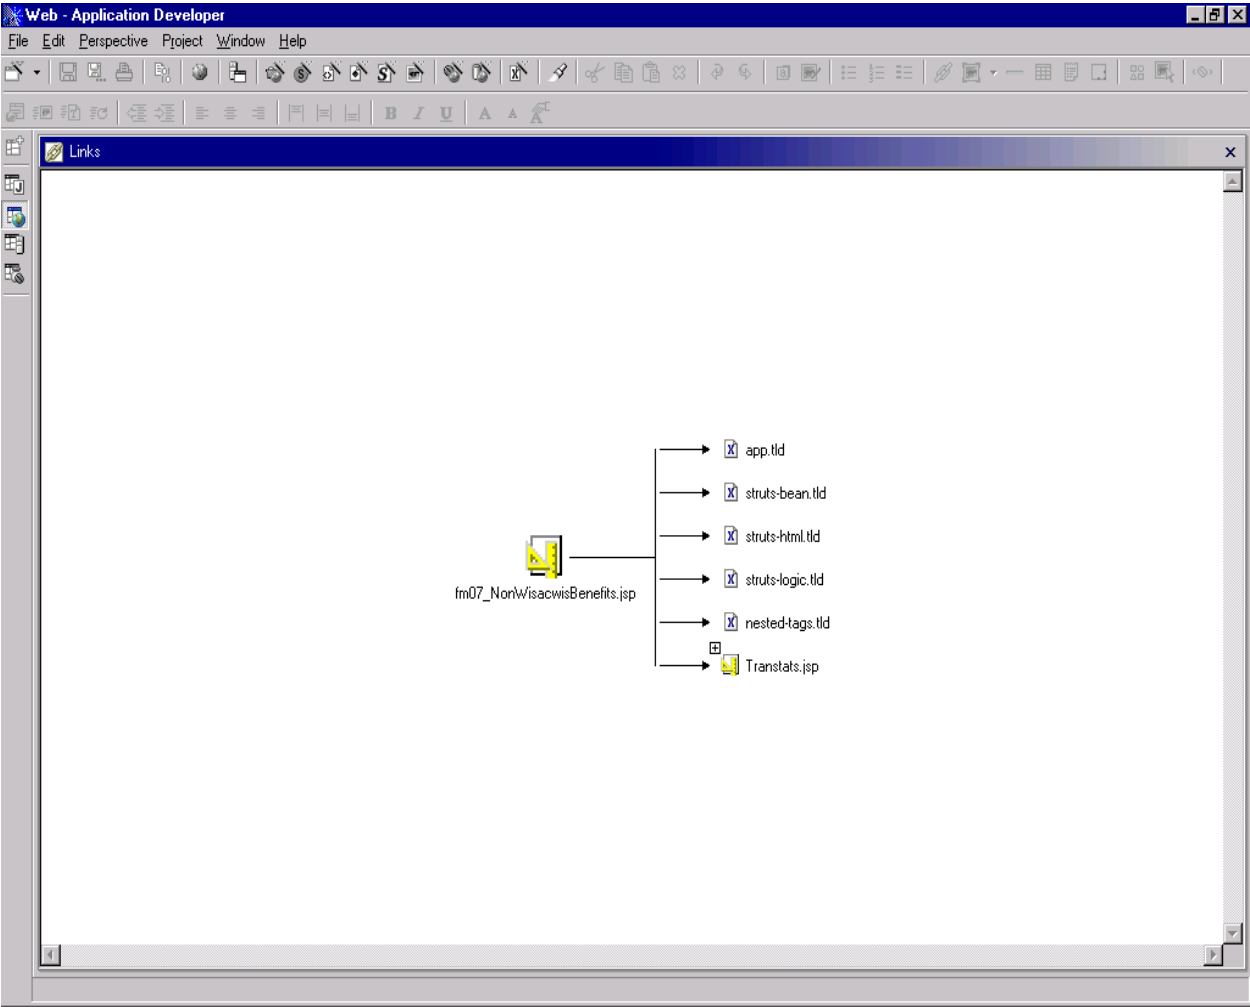 Web - Application Developer
File Edit Perspective Project Window Help
B I U A A
Links
app.tld
struts-bean.tld
struts-html.tld
fm07_NonWisacwisBenefits.jsp
struts-logic.tld
nested-tags.tld
Transtats.jsp